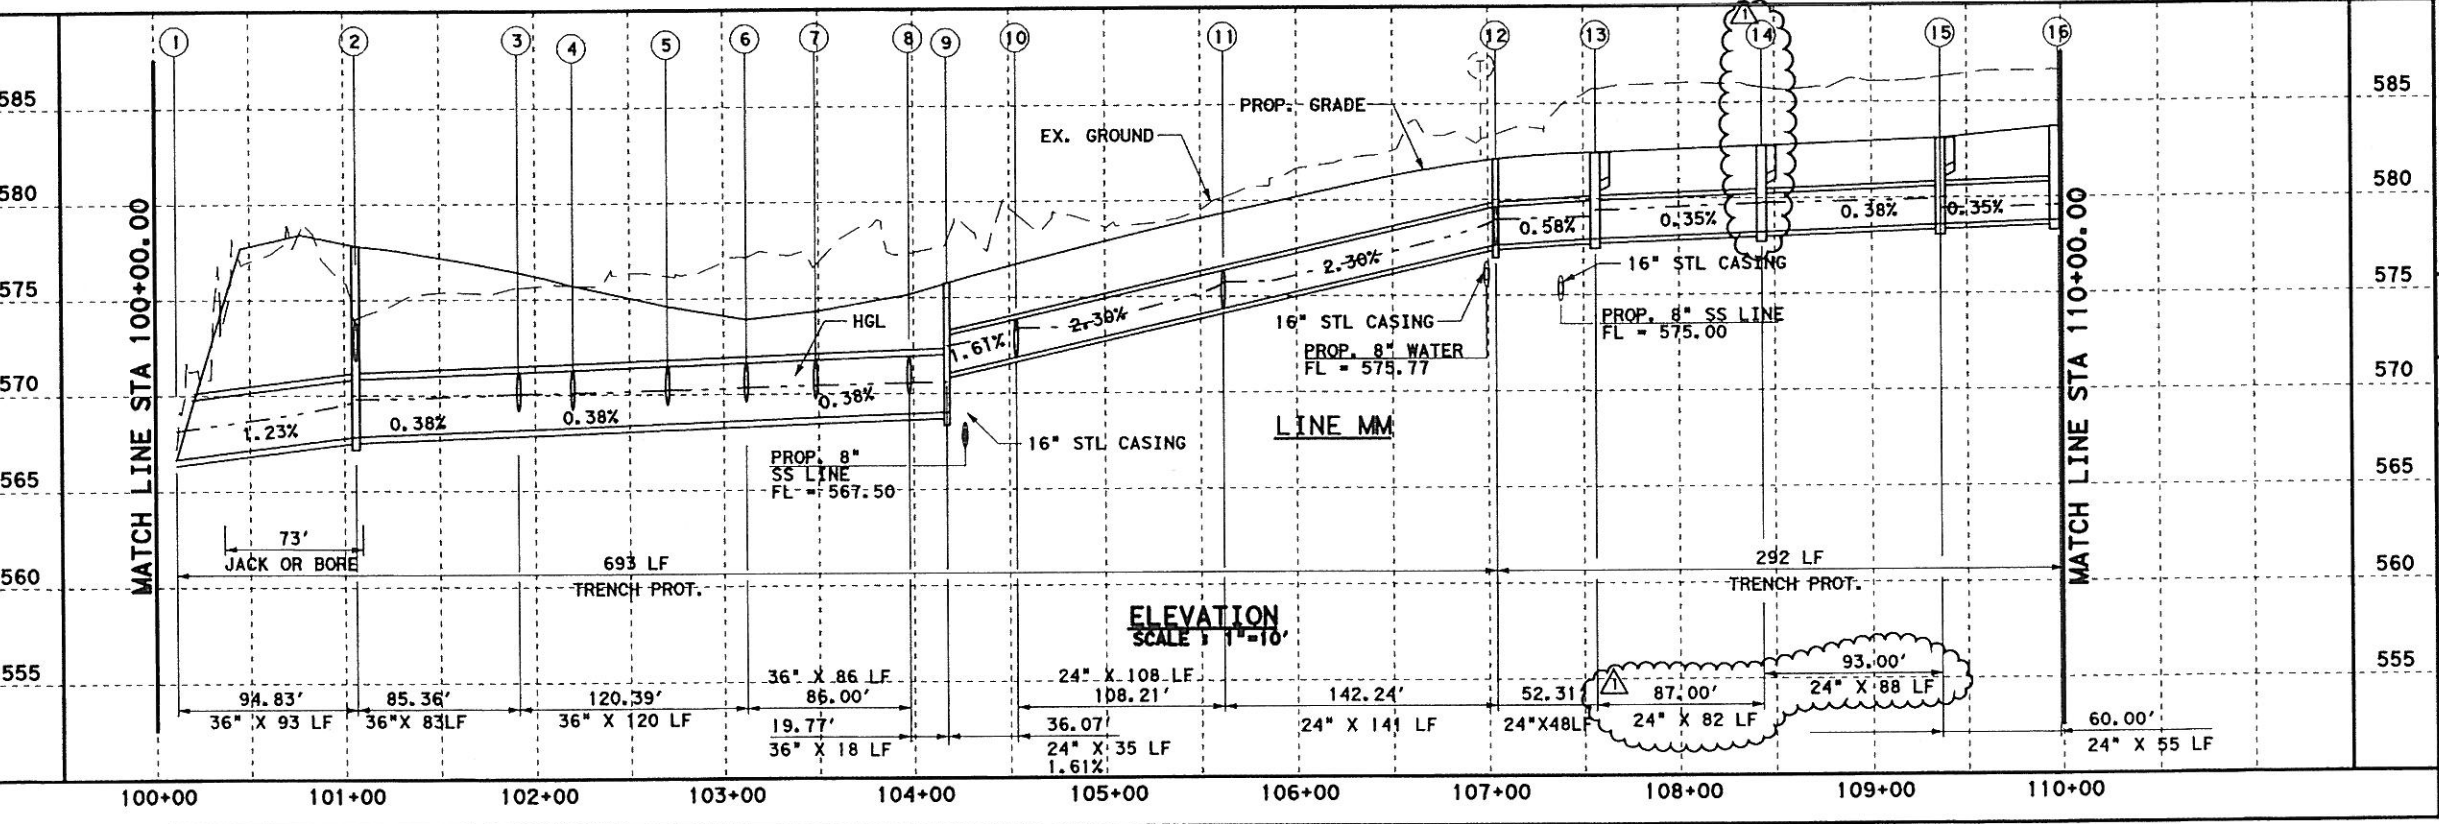 1 2 3 4 5 6 7 8 9 10 11 12 13 14 15 16
1
T
585 585
580 580
575 575
570 570
565 565
560 560
555 555
MATCH LINE STA 100+00.00
MATCH LINE STA 110+00.00
PROP. GRADE
EX. GROUND
HGL
1.23%
0.38%
0.38%
0.38%
1.61%
2.30%
2.30%
0.58%
0.35%
0.38%
0.35%
16" STL CASING
PROP. 8" WATER
FL = 575.77
16" STL CASING
PROP. 8" SS LINE
FL = 575.00
LINE MM
16" STL CASING
PROP. 8"
SS LINE
FL = 567.50
73'
JACK OR BORE
693 LF
TRENCH PROT.
292 LF
TRENCH PROT.
ELEVATION
SCALE : 1"=10'
94.83'
36" X 93 LF
85.36'
36"X 83LF
120.39'
36" X 120 LF
36" X 86 LF
86.00'
19.77'
36" X 18 LF
24" X 108 LF
108.21'
36.07'
24" X 35 LF
1.61%
142.24'
24" X 141 LF
52.31'
24"X48LF
1
87.00'
24" X 82 LF
93.00'
24" X 88 LF
60.00'
24" X 55 LF
100+00 101+00 102+00 103+00 104+00 105+00 106+00 107+00 108+00 109+00 110+00